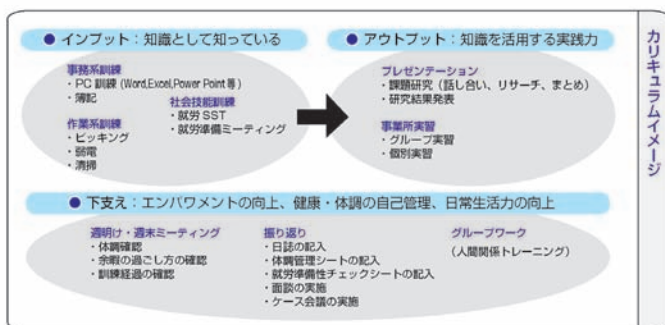 ● インプット：知識として知っている
事務系訓練
・PC 訓練 (Word,Excel,Power Point 等)
・簿記
社会技能訓練
・就労 SST
・就労準備ミーティング
作業系訓練
・ピッキング
・弱電
・清掃
● アウトプット：知識を活用する実践力
プレゼンテーション
・課題研究（話し合い、リサーチ、まとめ）
・研究結果発表
事業所実習
・グループ実習
・個別実習
● 下支え：エンパワメントの向上、健康・体調の自己管理、日常生活力の向上
週明け・週末ミーティング
・体調確認
・余暇の過ごし方の確認
・訓練経過の確認
振り返り
・日誌の記入
・体調管理シートの記入
・就労準備性チェックシートの記入
・面談の実施
・ケース会議の実施
グループワーク
（人間関係トレーニング）
カリキュラムイメージ